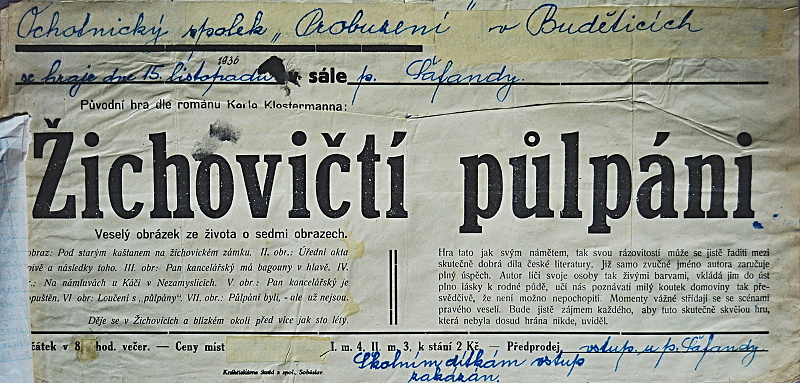 Ochotnický spolek „Probuzení" v Buděticích
se hraje dne 15. listopadu 1936 v sále p. Šafandy.
Původní hra dle románu Karla Klostermanna:
Žichovičtí půlpáni
Veselý obrázek ze života o sedmi obrazech.
obraz: Pod starým kaštanem na žichovickém zámku. II. obr.: Úřední akta
a následky toho. III. obr: Pan kancelářský má bagouny v hlavě. IV.
Na námluvách u Káči v Nezamyslicích. V. obr: Pan kancelářský je
opuštěn. VI obr: Loučení s „půlpány". VII. obr.: Půlpáni byli, - ale už nejsou.
Děje se v Žichovicích a blízkém okolí před více jak sto léty.
Hra tato jak svým námětem, tak svou rázovitostí může se jistě řaditi mezi
skutečně dobrá díla české literatury. Již samo zvučné jméno autora zaručuje
plný úspěch. Autor líčí svoje osoby tak živými barvami, vkládá jim do úst
plno lásky k rodné půdě, učí nás poznávati milý koutek domoviny tak pře-
svědčivě, že není možno nepochopiti. Momenty vážné střídají se se scénami
pravého veselí. Bude jistě zájmem každého, aby tuto skutečně skvělou hru,
která nebyla dosud hrána nikde, uviděl.
čátek v 8 hod. večer. — Ceny míst I. m. 4, II. m. 3, k stání 2 Kč. — Předprodej vstup. u p. Šafandy
Školním dítkám vstup
zakázán.